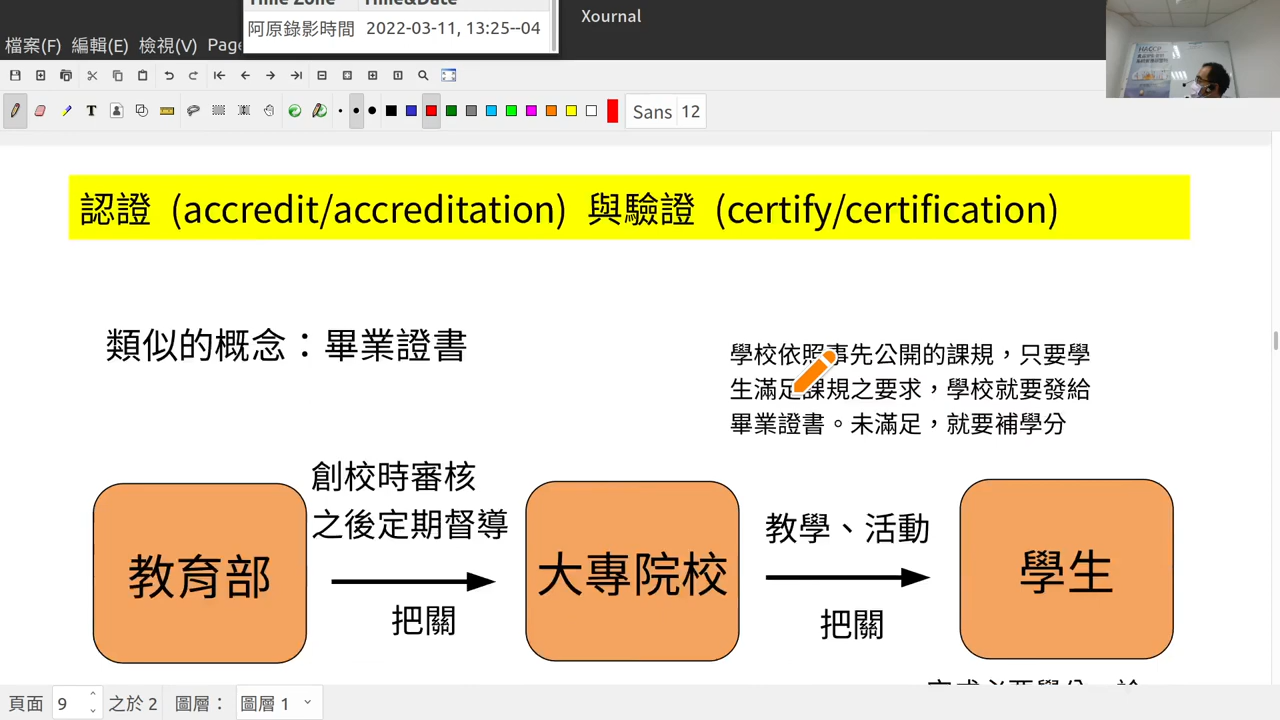 Time Zone Time&Date
阿原錄影時間 2022-03-11, 13:25--04
Xournal
檔案(F) 編輯(E) 檢視(V) Page
HACCP
T
Sans 12
認證 (accredit/accreditation) 與驗證 (certify/certification)
類似的概念：畢業證書
學校依照事先公開的課規，只要學
生滿足課規之要求，學校就要發給
畢業證書。未滿足，就要補學分
創校時審核
之後定期督導
教學、活動
教育部
大專院校
學生
把關
把關
頁面 9 之於 2 圖層： 圖層 1